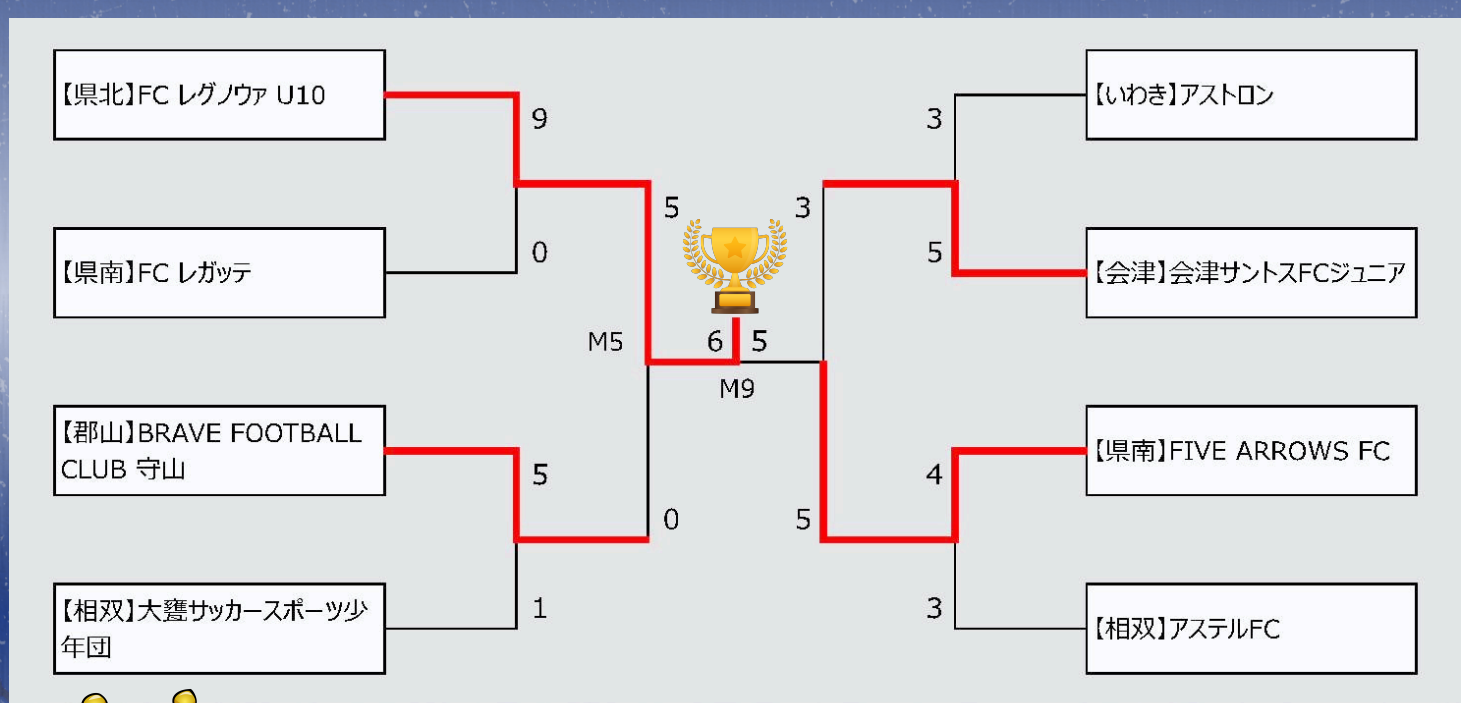 【県北】FC レグノウァ U10
9
【県南】FC レガッテ
0
5
M5
【郡山】BRAVE FOOTBALL
CLUB 守山
5
0
【相双】大甕サッカースポーツ少
年団
1
6 5
M9
【いわき】アストロン
3
【会津】会津サントスFCジュニア
5
3
【県南】FIVE ARROWS FC
4
5
【相双】アステルFC
3